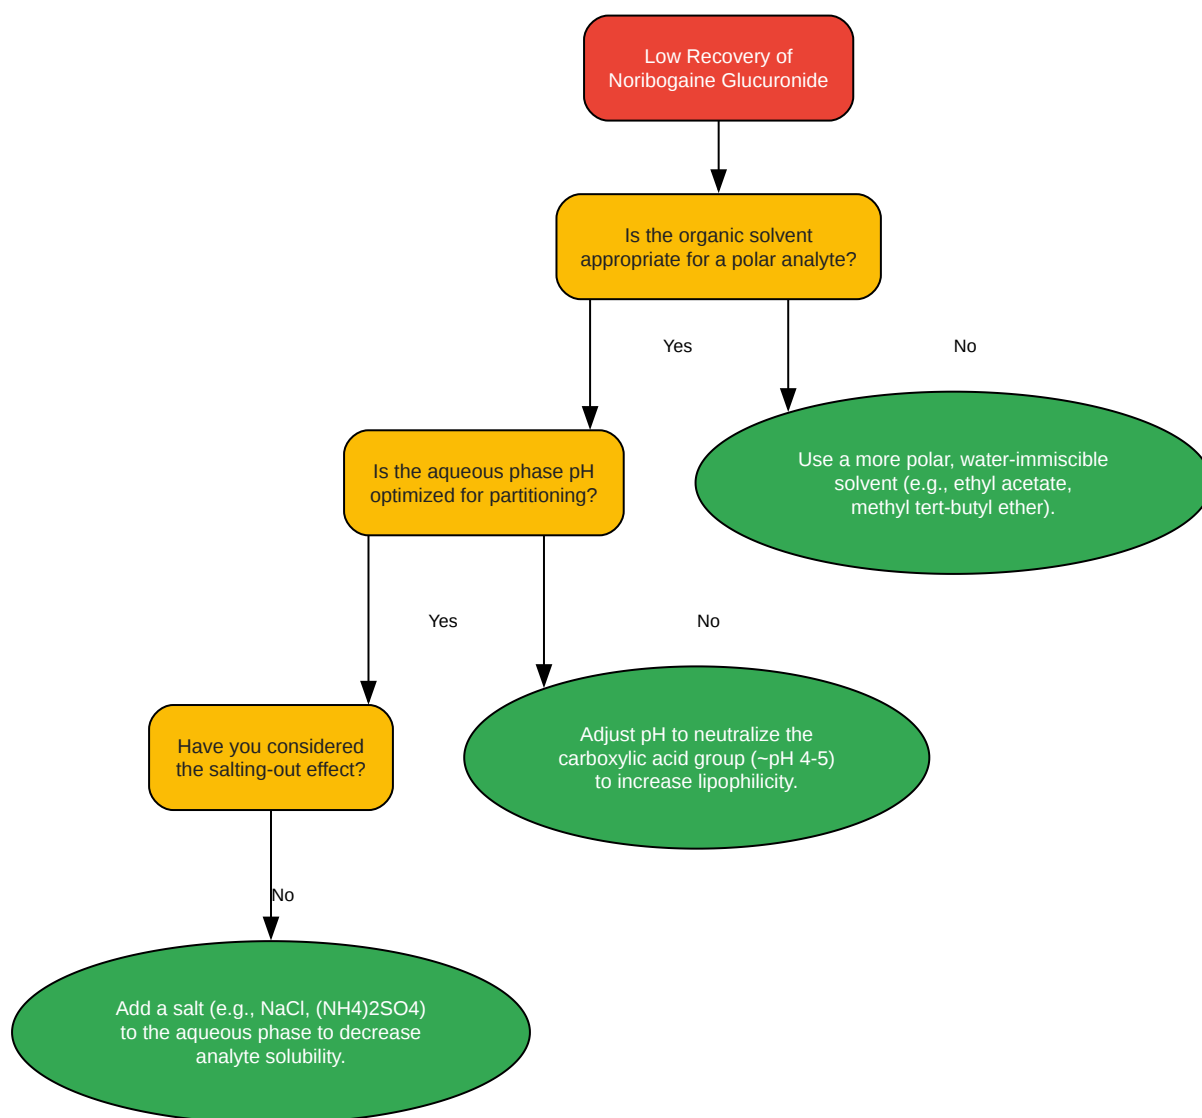 Low Recovery of
Noribogaine Glucuronide
Is the organic solvent
appropriate for a polar analyte?
Yes
No
Is the aqueous phase pH
optimized for partitioning?
Use a more polar, water-immiscible
solvent (e.g., ethyl acetate,
methyl tert-butyl ether).
Yes
No
Have you considered
the salting-out effect?
Adjust pH to neutralize the
carboxylic acid group (~pH 4-5)
to increase lipophilicity.
No
Add a salt (e.g., NaCl, (NH4)2SO4)
to the aqueous phase to decrease
analyte solubility.